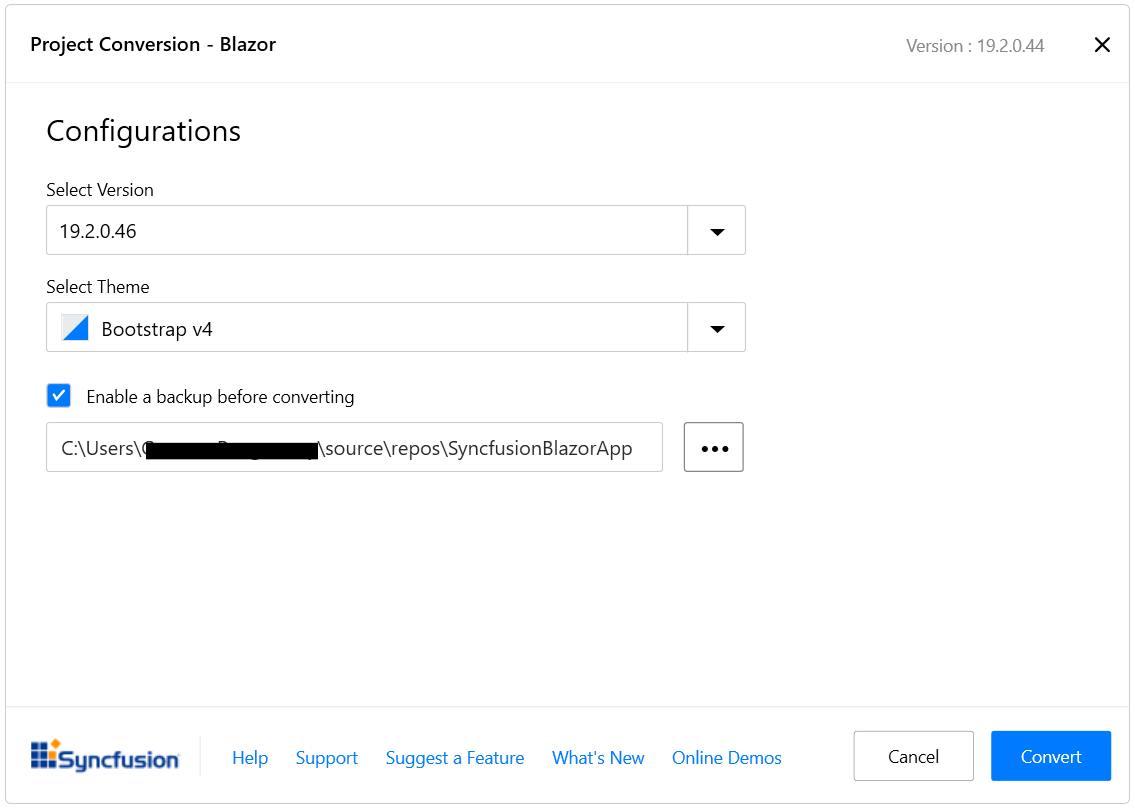 Project Conversion - Blazor
Version : 19.2.0.44
Configurations
Select Version
19.2.0.46
Select Theme
Bootstrap v4
Enable a backup before converting
C:\Users\ \source\repos\SyncfusionBlazorApp
Syncfusion
Help Support Suggest a Feature What's New Online Demos
Cancel Convert